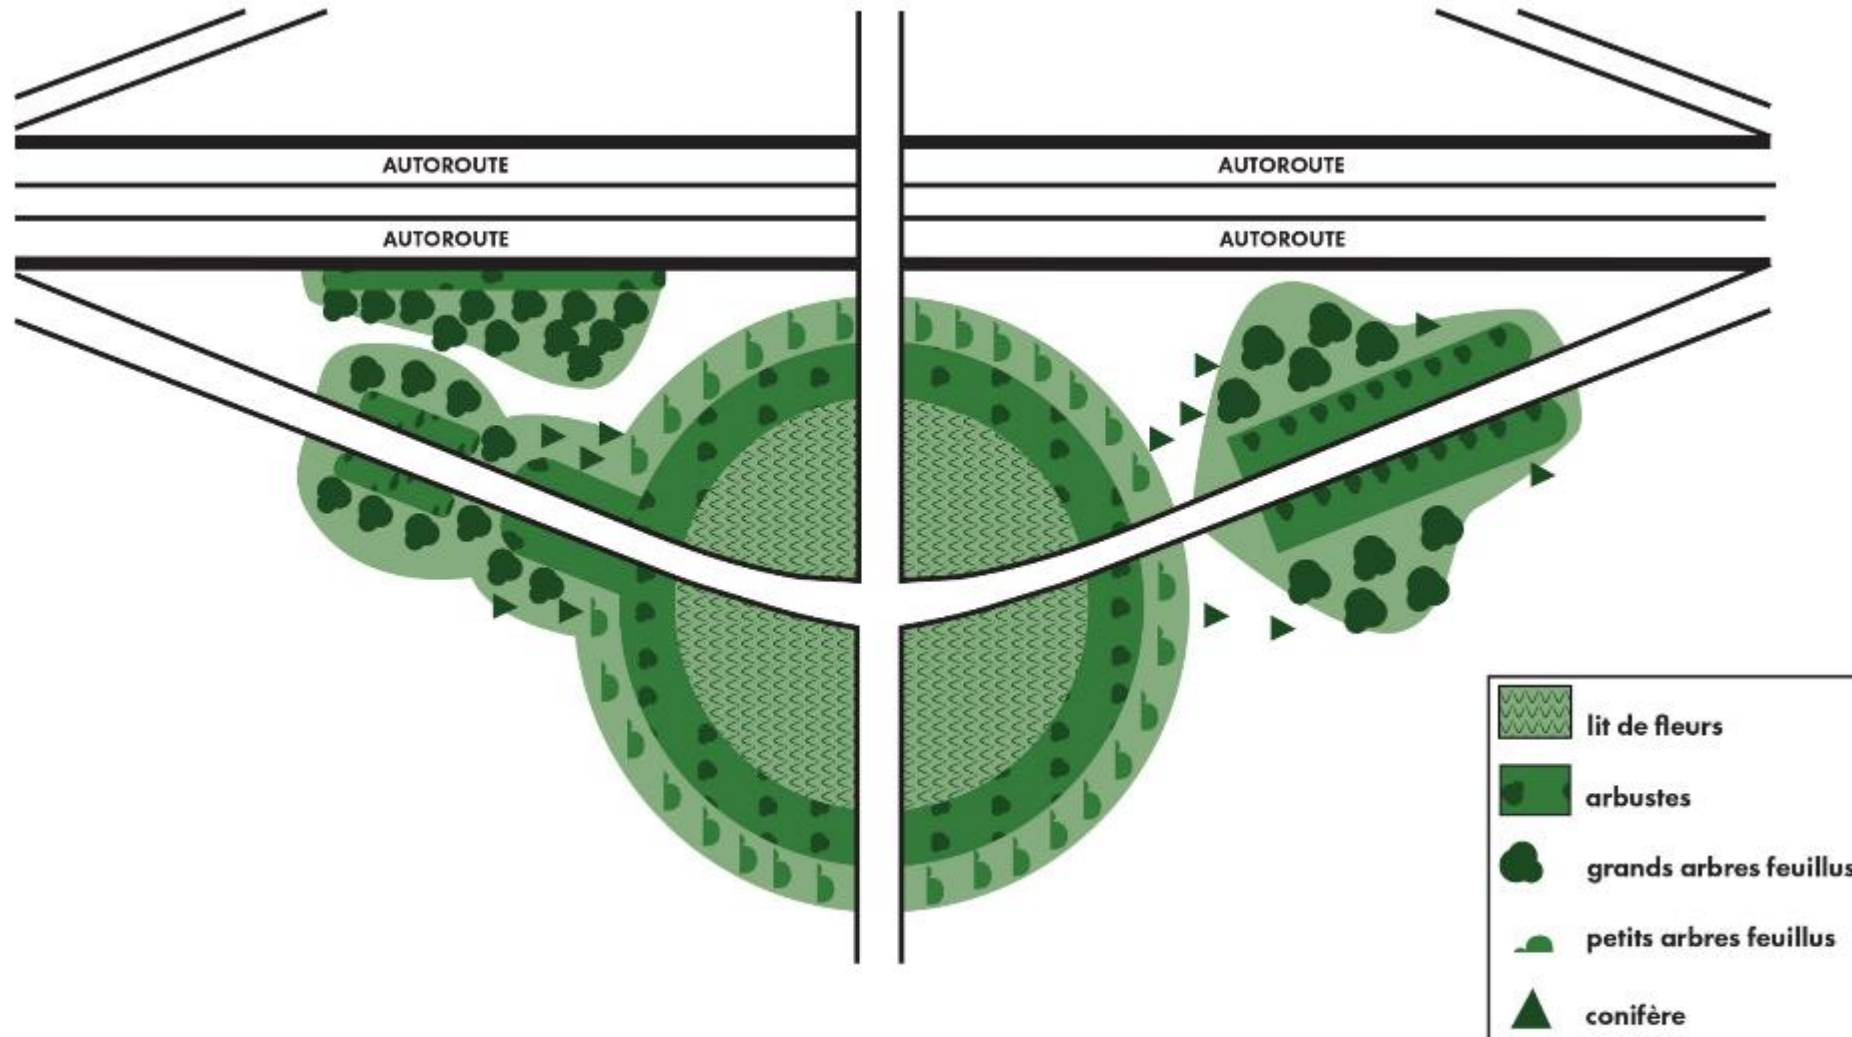 AUTOROUTE
AUTOROUTE
AUTOROUTE
AUTOROUTE
lit de fleurs
arbustes
grands arbres feuillus
petits arbres feuillus
conifère